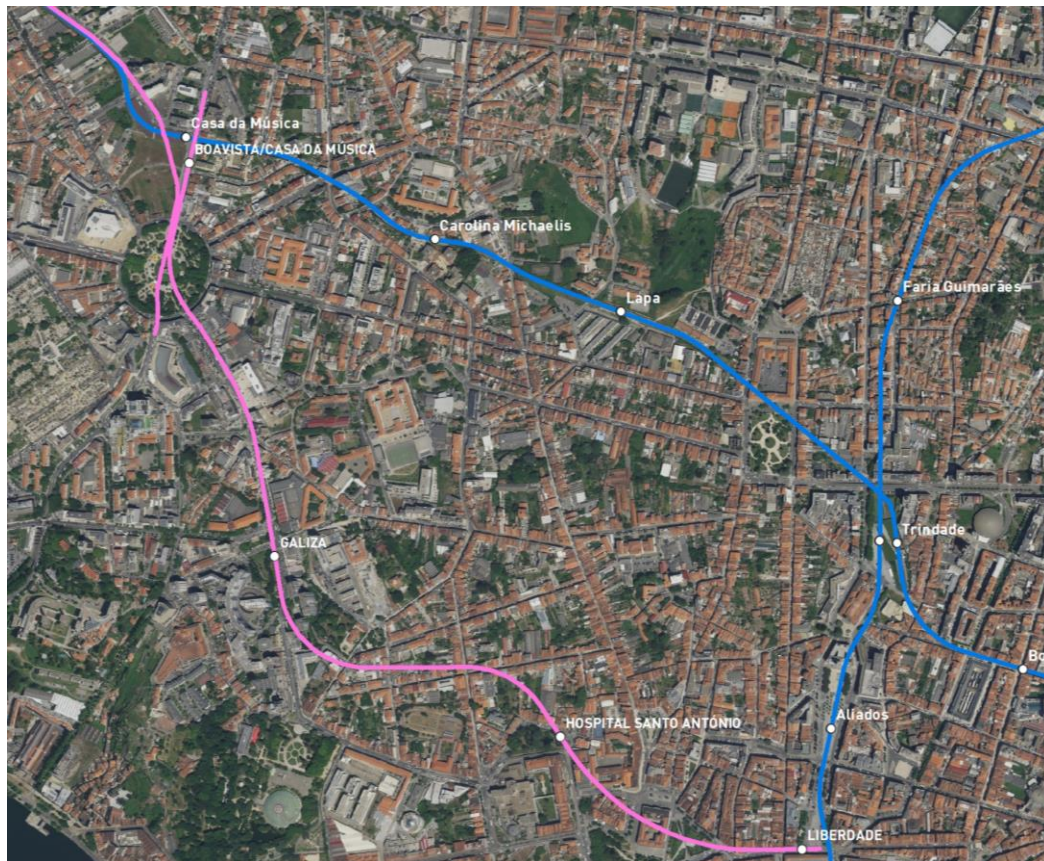 Casa da Música
BOAVISTA/CASA DA MÚSICA
Carolina Michaelis
Faria Guimarães
Lapa
Trindade
GALIZA
Bo
Aliados
HOSPITAL SANTO ANTÓNIO
LIBERDADE